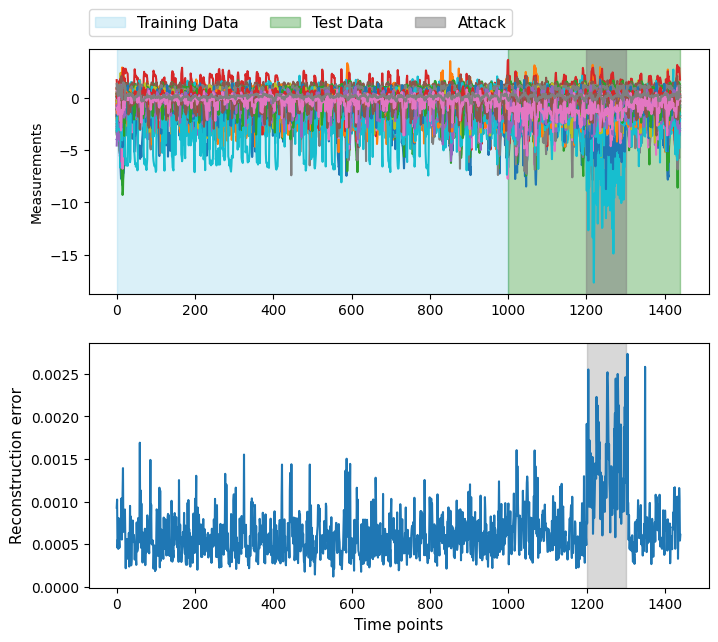 Training Data Test Data Attack
Measurements
0
−5
−10
−15
0 200 400 600 800 1000 1200 1400
Reconstruction error
0.0025
0.0020
0.0015
0.0010
0.0005
0.0000
0 200 400 600 800 1000 1200 1400
Time points